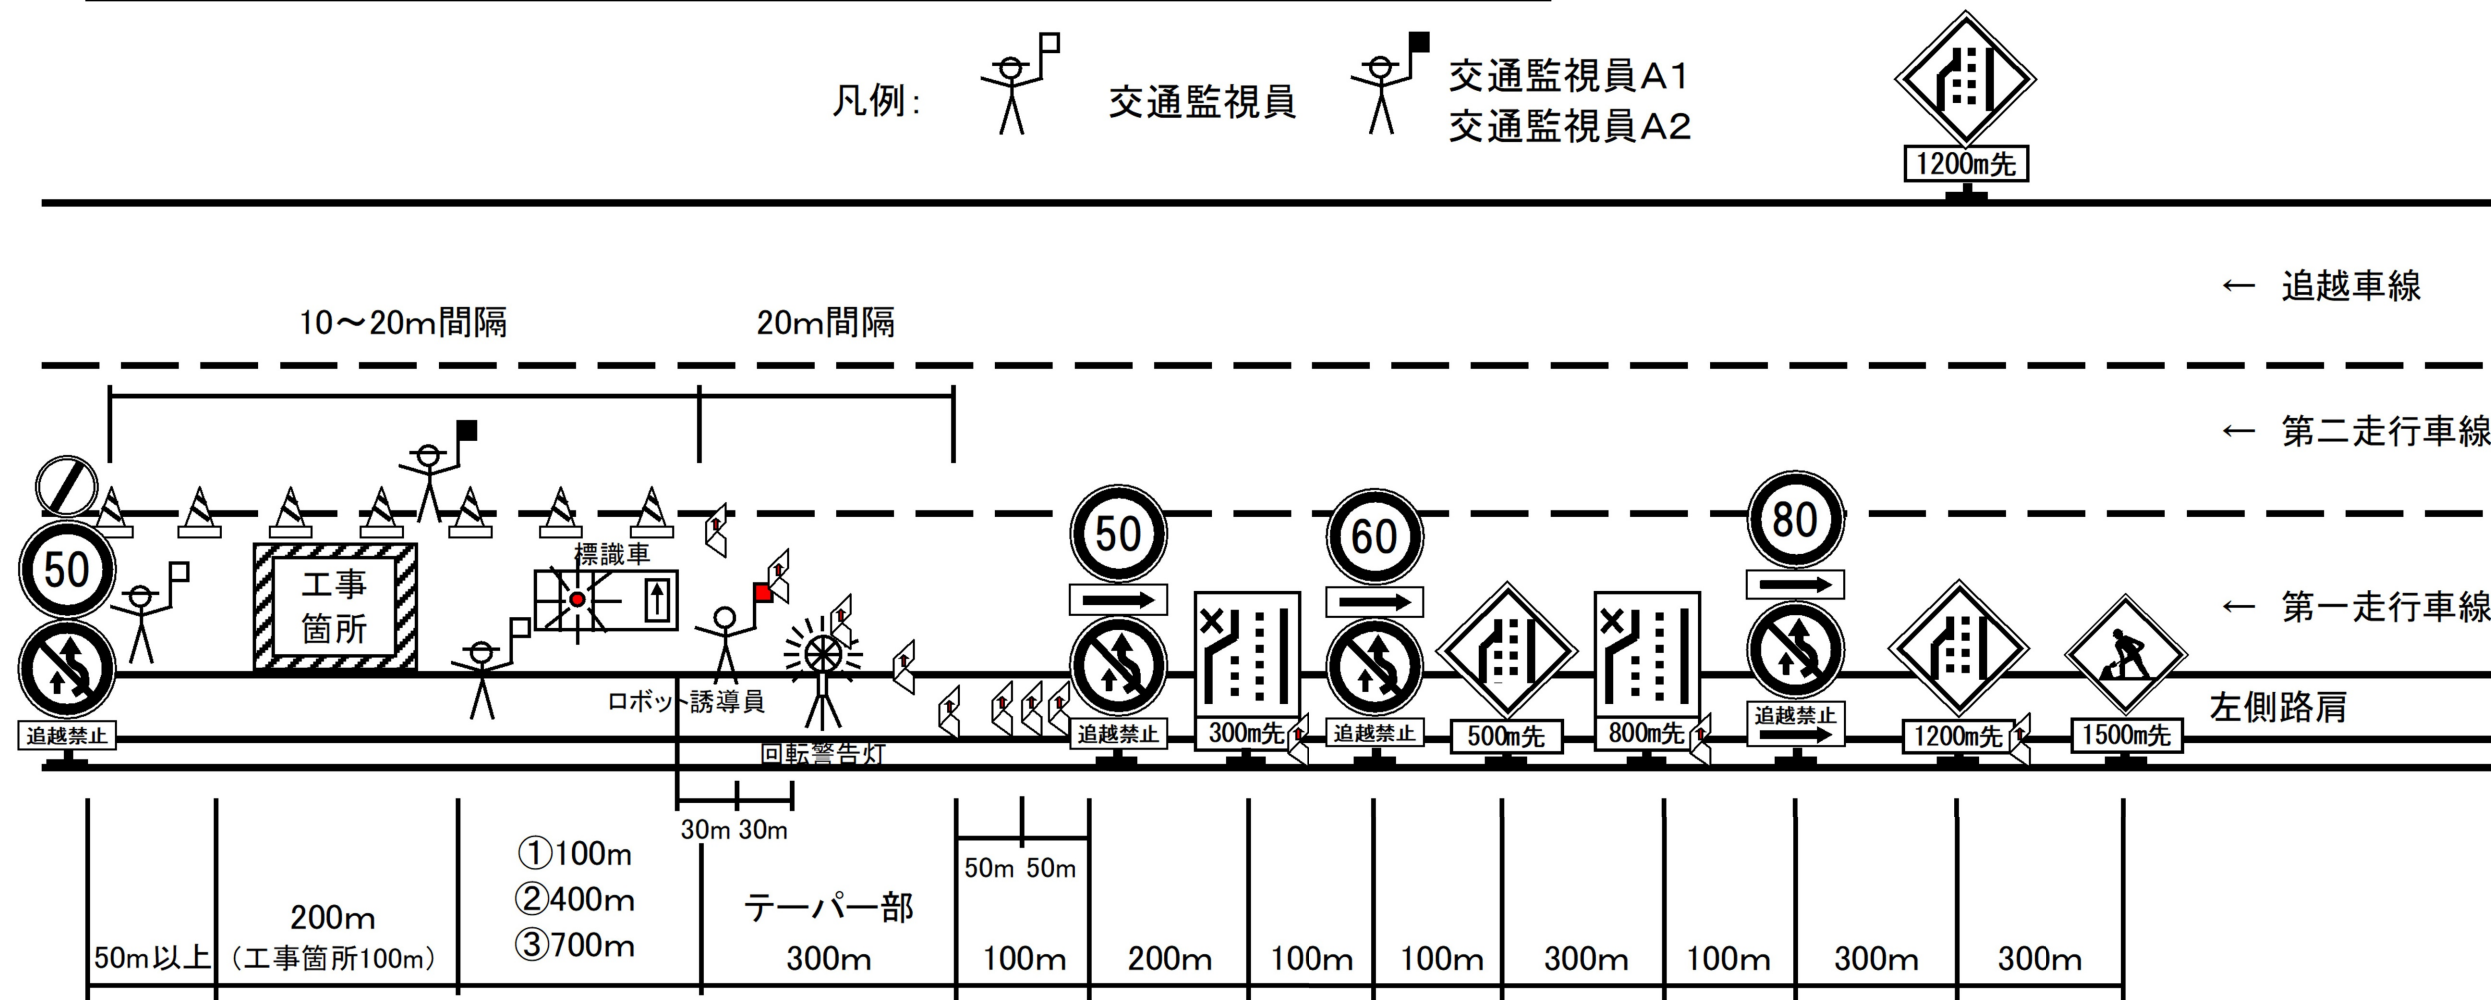 凡例：
交通監視員
交通監視員A1
交通監視員A2
1200m先
← 追越車線
10～20m間隔
20m間隔
← 第二走行車線
50
工事
箇所
標識車
50
60
80
← 第一走行車線
ロボット誘導員
回転警告灯
追越禁止
追越禁止
300m先
追越禁止
500m先
800m先
追越禁止
1200m先
1500m先
左側路肩
30m 30m
50m 50m
①100m
②400m
③700m
テーパー部
200m
50m以上
（工事箇所100m）
300m
100m
200m
100m
100m
300m
100m
300m
300m